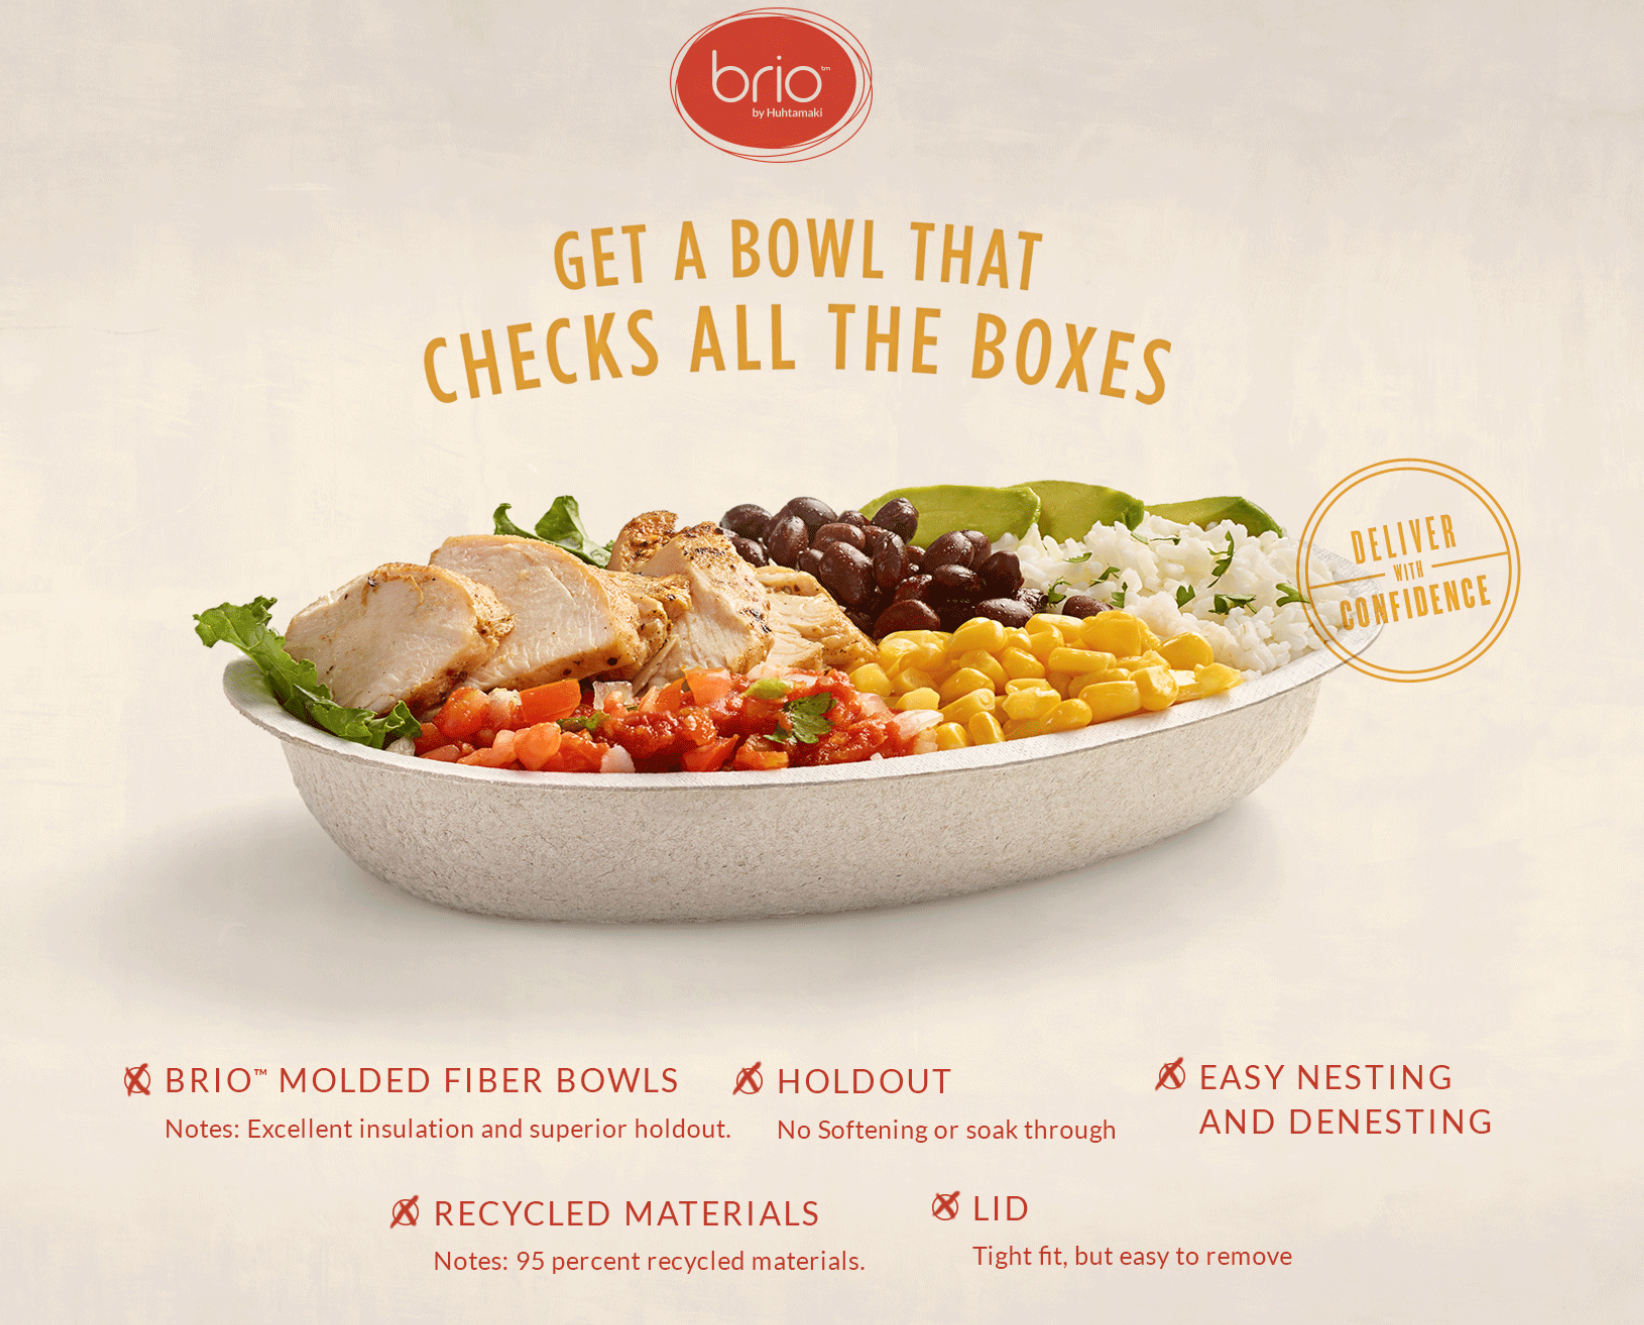 brio™
by Huhtamaki
GET A BOWL THAT
CHECKS ALL THE BOXES
DELIVER
WITH
CONFIDENCE
BRIO™ MOLDED FIBER BOWLS
Notes: Excellent insulation and superior holdout.
HOLDOUT
No Softening or soak through
EASY NESTING
AND DENESTING
RECYCLED MATERIALS
Notes: 95 percent recycled materials.
LID
Tight fit, but easy to remove